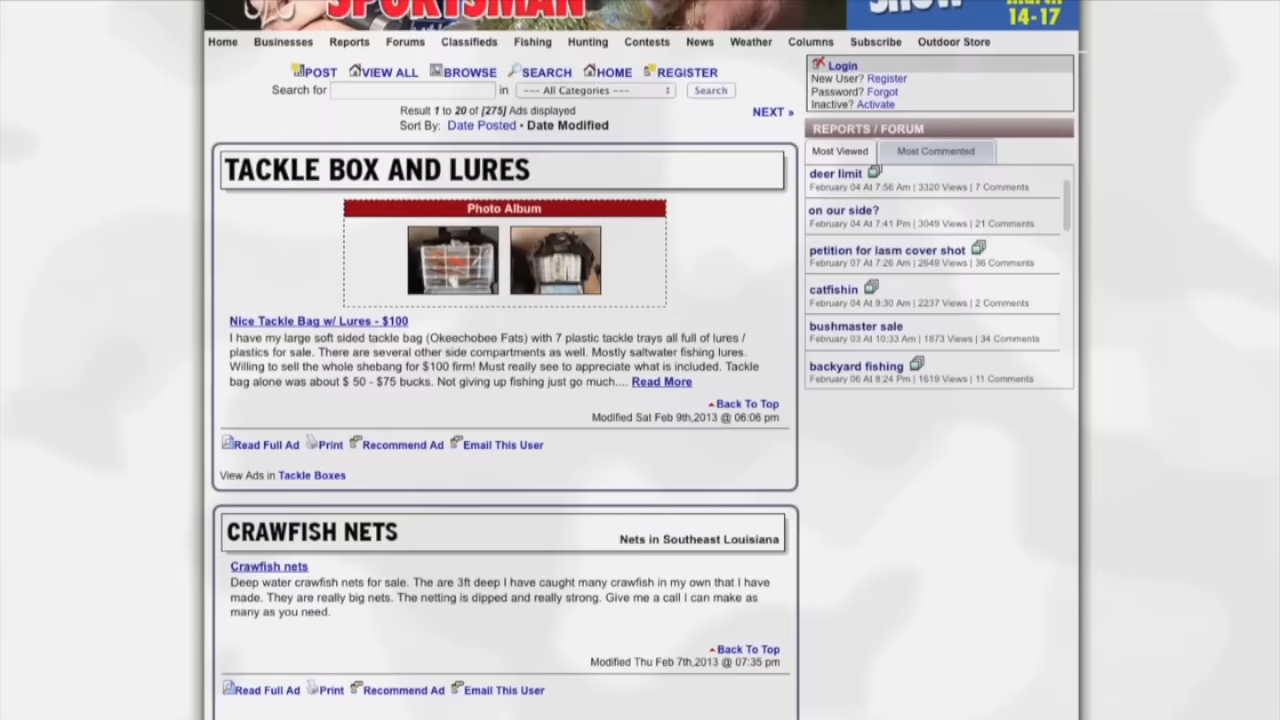 SPORTSMAN
SHOW
March
14-17
Home Businesses Reports Forums Classifieds Fishing Hunting Contests News Weather Columns Subscribe Outdoor Store
POST VIEW ALL BROWSE SEARCH HOME REGISTER
Search for in --- All Categories --- Search
Result 1 to 20 of [275] Ads displayed
NEXT »
Sort By: Date Posted • Date Modified
TACKLE BOX AND LURES
Photo Album
Nice Tackle Bag w/ Lures - $100
I have my large soft sided tackle bag (Okeechobee Fats) with 7 plastic tackle trays all full of lures /
plastics for sale. There are several other side compartments as well. Mostly saltwater fishing lures.
Willing to sell the whole shebang for $100 firm! Must really see to appreciate what is included. Tackle
bag alone was about $ 50 - $75 bucks. Not giving up fishing just go much.... Read More
Back To Top
Modified Sat Feb 9th,2013 @ 06:06 pm
Read Full Ad Print Recommend Ad Email This User
View Ads in Tackle Boxes
CRAWFISH NETS
Nets in Southeast Louisiana
Crawfish nets
Deep water crawfish nets for sale. The are 3ft deep I have caught many crawfish in my own that I have
made. They are really big nets. The netting is dipped and really strong. Give me a call I can make as
many as you need.
Back To Top
Modified Thu Feb 7th,2013 @ 07:35 pm
Read Full Ad Print Recommend Ad Email This User
Login
New User? Register
Password? Forgot
Inactive? Activate
REPORTS / FORUM
Most Viewed Most Commented
deer limit
February 04 At 7:56 Am | 3320 Views | 7 Comments
on our side?
February 04 At 7:41 Pm | 3049 Views | 21 Comments
petition for lasm cover shot
February 07 At 7:26 Am | 2649 Views | 36 Comments
catfishin
February 04 At 9:30 Am | 2237 Views | 2 Comments
bushmaster sale
February 03 At 10:33 Am | 1873 Views | 34 Comments
backyard fishing
February 06 At 8:24 Pm | 1619 Views | 11 Comments